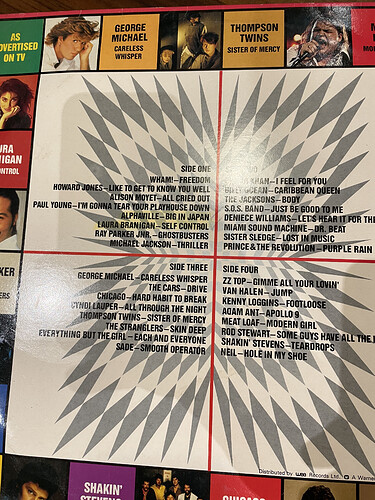 AS
ADVERTISED
ON TV
GEORGE
MICHAEL
CARELESS
WHISPER
THOMPSON
TWINS
SISTER OF MERCY
SIDE ONE
WHAM!–FREEDOM
HOWARD JONES–LIKE TO GET TO KNOW YOU WELL
ALISON MOYET–ALL CRIED OUT
PAUL YOUNG–I'M GONNA TEAR YOUR PLAYHOUSE DOWN
ALPHAVILLE–BIG IN JAPAN
LAURA BRANIGAN–SELF CONTROL
RAY PARKER JNR.–GHOSTBUSTERS
MICHAEL JACKSON–THRILLER
KHAN–I FEEL FOR YOU
BILLY OCEAN–CARIBBEAN QUEEN
THE JACKSONS–BODY
S.O.S. BAND–JUST BE GOOD TO ME
DENIECE WILLIAMS–LET'S HEAR IT FOR THE
MIAMI SOUND MACHINE–DR. BEAT
SISTER SLEDGE–LOST IN MUSIC
PRINCE & THE REVOLUTION–PURPLE RAIN
SIDE THREE
GEORGE MICHAEL–CARELESS WHISPER
THE CARS–DRIVE
CHICAGO–HARD HABIT TO BREAK
CYNDI LAUPER–ALL THROUGH THE NIGHT
THOMPSON TWINS–SISTER OF MERCY
THE STRANGLERS–SKIN DEEP
EVERYTHING BUT THE GIRL–EACH AND EVERYONE
SADE–SMOOTH OPERATOR
SIDE FOUR
ZZ TOP–GIMME ALL YOUR LOVIN'
VAN HALEN–JUMP
KENNY LOGGINS–FOOTLOOSE
ADAM ANT–APOLLO 9
MEAT LOAF–MODERN GIRL
ROD STEWART–SOME GUYS HAVE ALL THE
SHAKIN' STEVENS–TEARDROPS
NEIL–HOLE IN MY SHOE
URA
NIGAN
CONTROL
KER
ERS
Distributed by wea Records Ltd., A Warner
SHAKIN'
STEVENS
CHICAGO